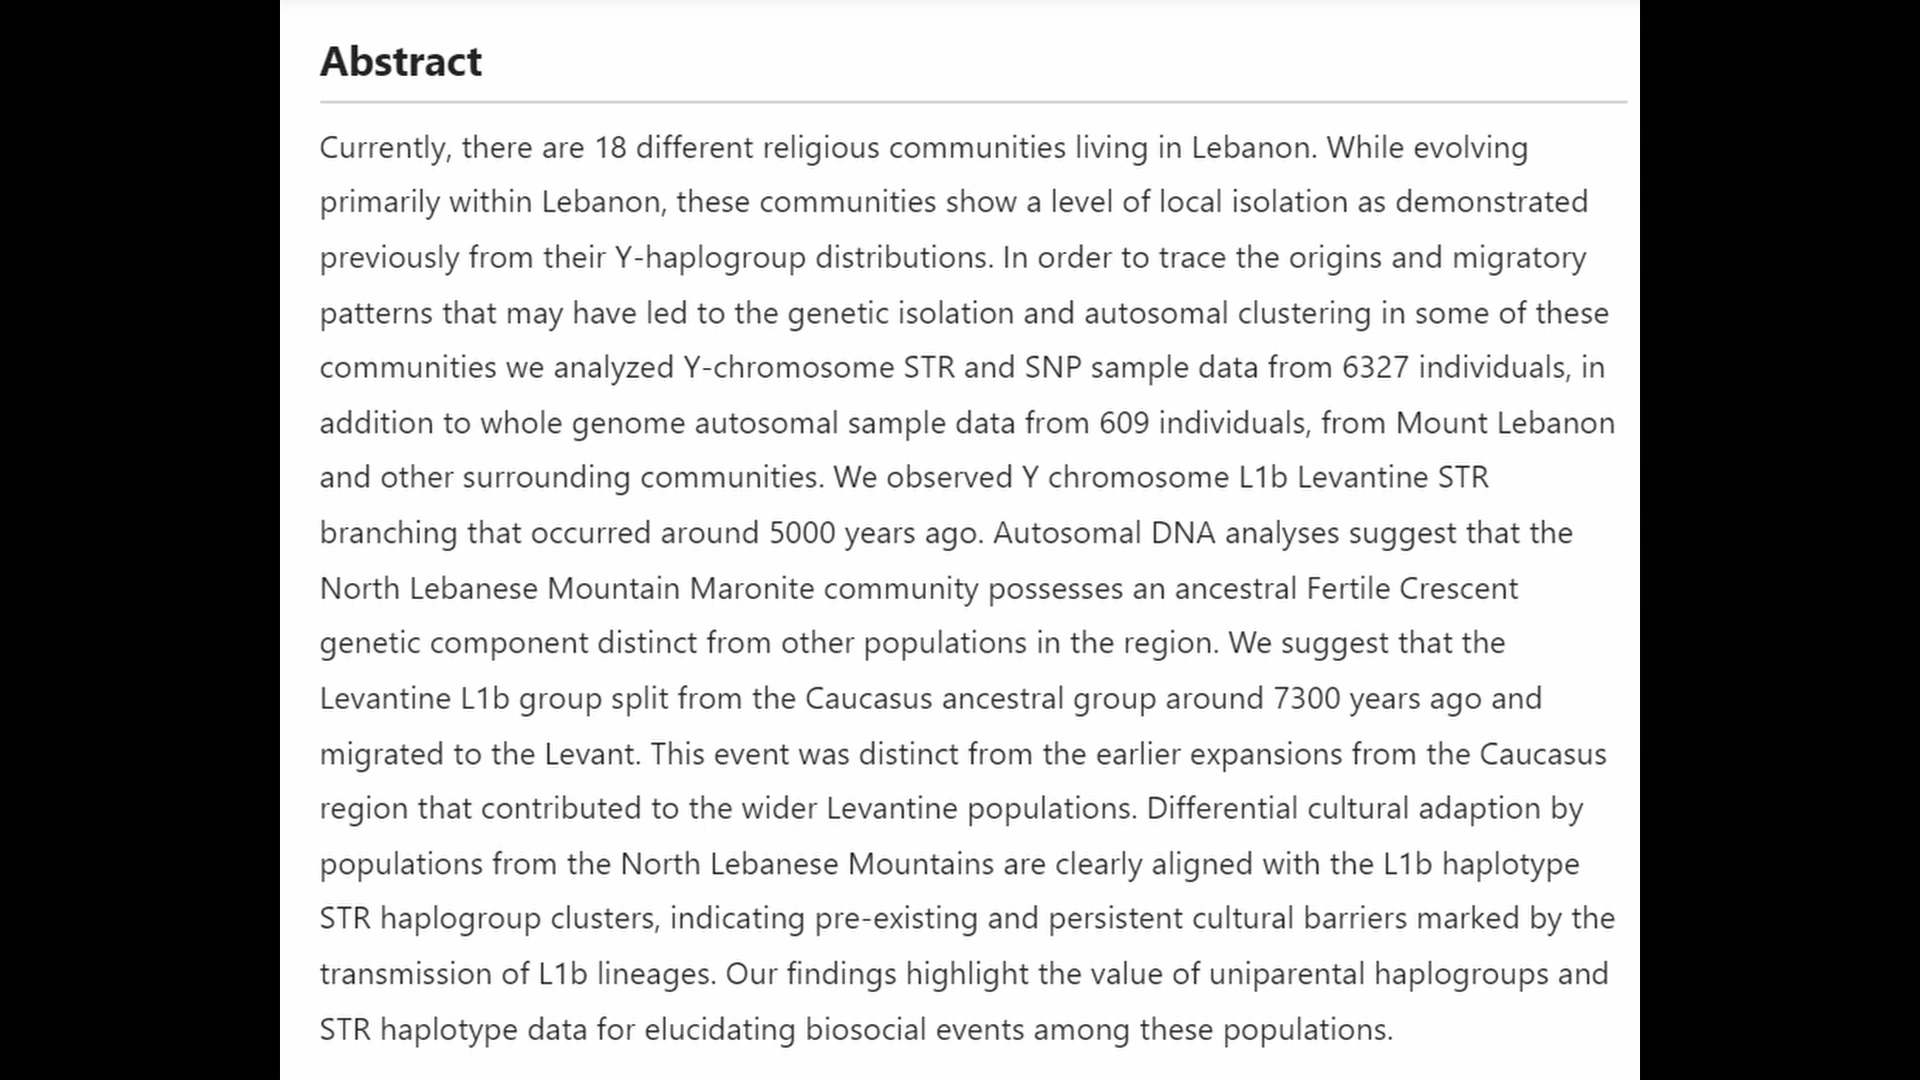 Abstract
Currently, there are 18 different religious communities living in Lebanon. While evolving
primarily within Lebanon, these communities show a level of local isolation as demonstrated
previously from their Y-haplogroup distributions. In order to trace the origins and migratory
patterns that may have led to the genetic isolation and autosomal clustering in some of these
communities we analyzed Y-chromosome STR and SNP sample data from 6327 individuals, in
addition to whole genome autosomal sample data from 609 individuals, from Mount Lebanon
and other surrounding communities. We observed Y chromosome L1b Levantine STR
branching that occurred around 5000 years ago. Autosomal DNA analyses suggest that the
North Lebanese Mountain Maronite community possesses an ancestral Fertile Crescent
genetic component distinct from other populations in the region. We suggest that the
Levantine L1b group split from the Caucasus ancestral group around 7300 years ago and
migrated to the Levant. This event was distinct from the earlier expansions from the Caucasus
region that contributed to the wider Levantine populations. Differential cultural adaption by
populations from the North Lebanese Mountains are clearly aligned with the L1b haplotype
STR haplogroup clusters, indicating pre-existing and persistent cultural barriers marked by the
transmission of L1b lineages. Our findings highlight the value of uniparental haplogroups and
STR haplotype data for elucidating biosocial events among these populations.